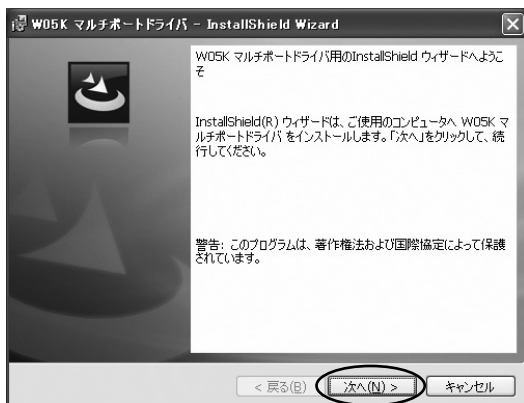 W05K マルチポートドライバ - InstallShield Wizard
W05K マルチポートドライバ用のInstallShield ウィザードへようこ
そ
InstallShield(R) ウィザードは、ご使用のコンピュータへ W05K マ
ルチポートドライバ をインストールします。「次へ」をクリックして、続
行してください。
警告: このプログラムは、著作権法および国際協定によって保護
されています。
< 戻る(B)
次へ(N) >
キャンセル